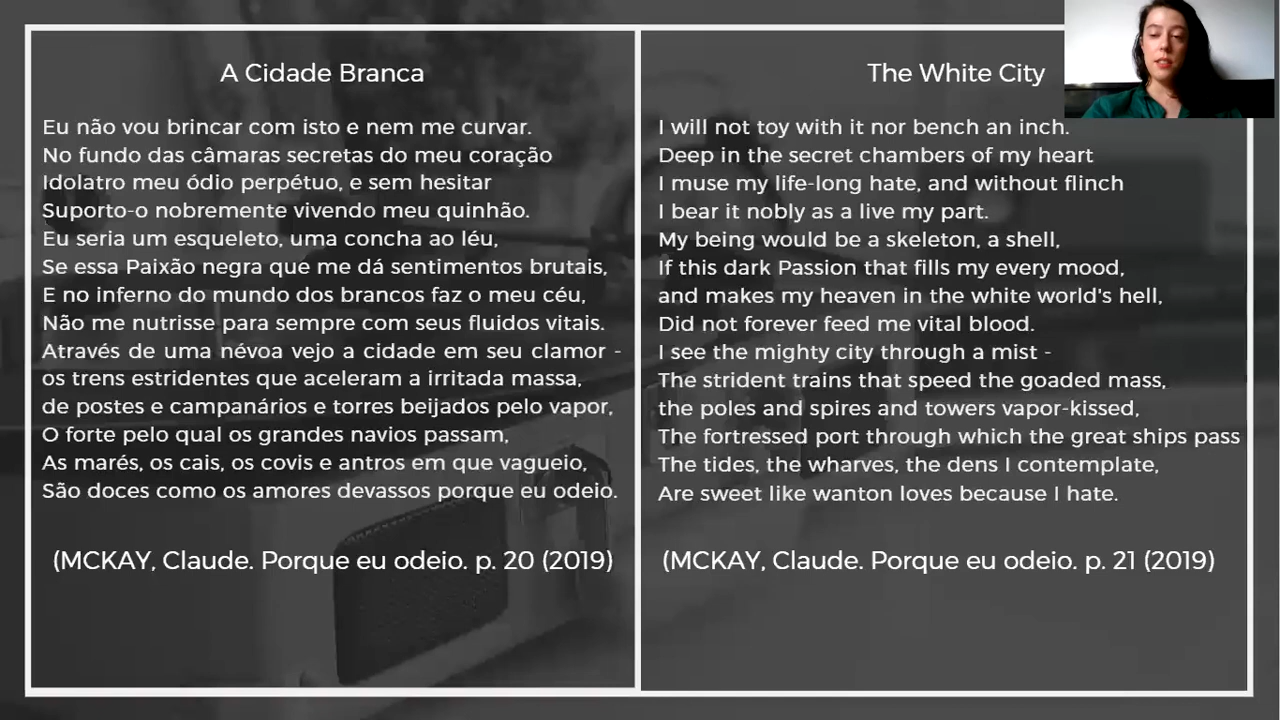 A Cidade Branca
Eu não vou brincar com isto e nem me curvar.
No fundo das câmaras secretas do meu coração
Idolatro meu ódio perpétuo, e sem hesitar
Suporto-o nobremente vivendo meu quinhão.
Eu seria um esqueleto, uma concha ao léu,
Se essa Paixão negra que me dá sentimentos brutais,
E no inferno do mundo dos brancos faz o meu céu,
Não me nutrisse para sempre com seus fluidos vitais.
Através de uma névoa vejo a cidade em seu clamor -
os trens estridentes que aceleram a irritada massa,
de postes e campanários e torres beijados pelo vapor,
O forte pelo qual os grandes navios passam,
As marés, os cais, os covis e antros em que vagueio,
São doces como os amores devassos porque eu odeio.
(MCKAY, Claude. Porque eu odeio. p. 20 (2019)
The White City
I will not toy with it nor bench an inch.
Deep in the secret chambers of my heart
I muse my life-long hate, and without flinch
I bear it nobly as a live my part.
My being would be a skeleton, a shell,
If this dark Passion that fills my every mood,
and makes my heaven in the white world's hell,
Did not forever feed me vital blood.
I see the mighty city through a mist -
The strident trains that speed the goaded mass,
the poles and spires and towers vapor-kissed,
The fortressed port through which the great ships pass
The tides, the wharves, the dens I contemplate,
Are sweet like wanton loves because I hate.
(MCKAY, Claude. Porque eu odeio. p. 21 (2019)